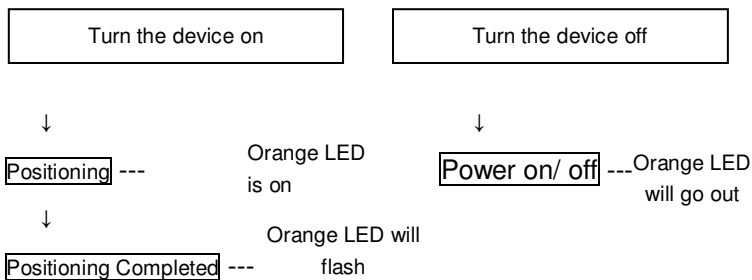 Turn the device on
Turn the device off
↓
↓
Positioning ---
Orange LED
is on
Power on/ off ---Orange LED
will go out
↓
Positioning Completed ---
Orange LED will
flash